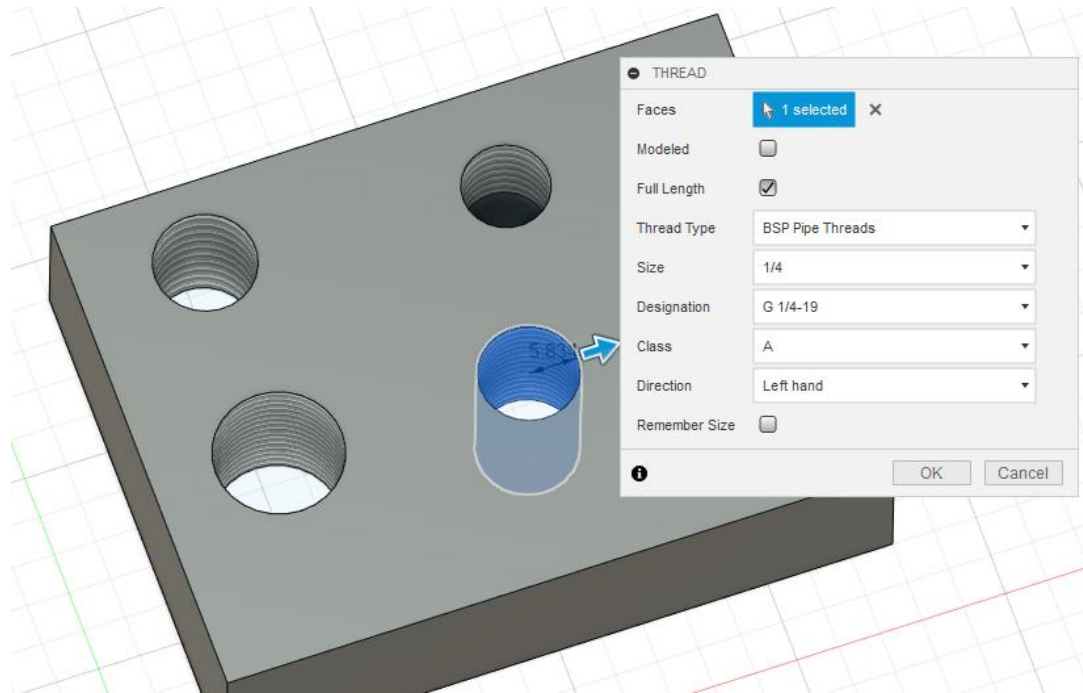 THREAD
Faces 1 selected
Modeled
Full Length
Thread Type BSP Pipe Threads
Size 1/4
Designation G 1/4-19
Class A
Direction Left hand
Remember Size
OK Cancel